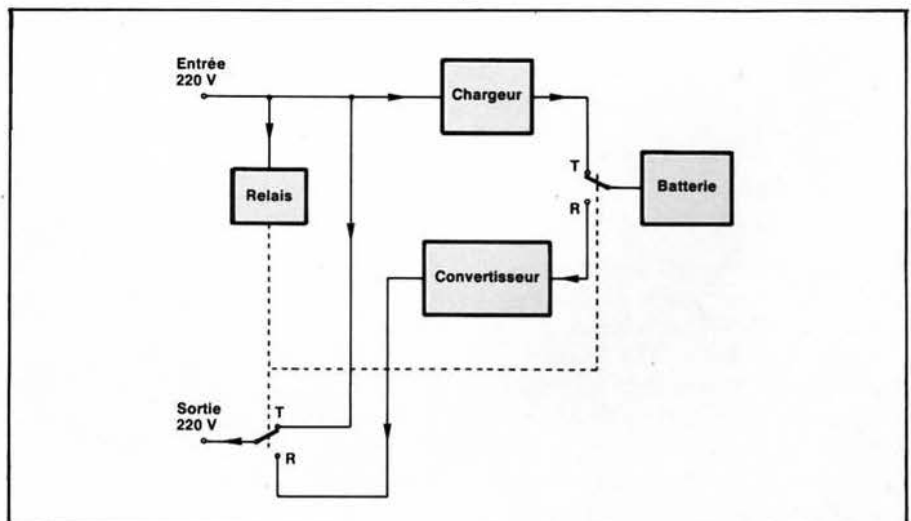 Entrée
220 V
Chargeur
Relais
T
Batterie
R
Convertisseur
Sortie
220 V
T
R